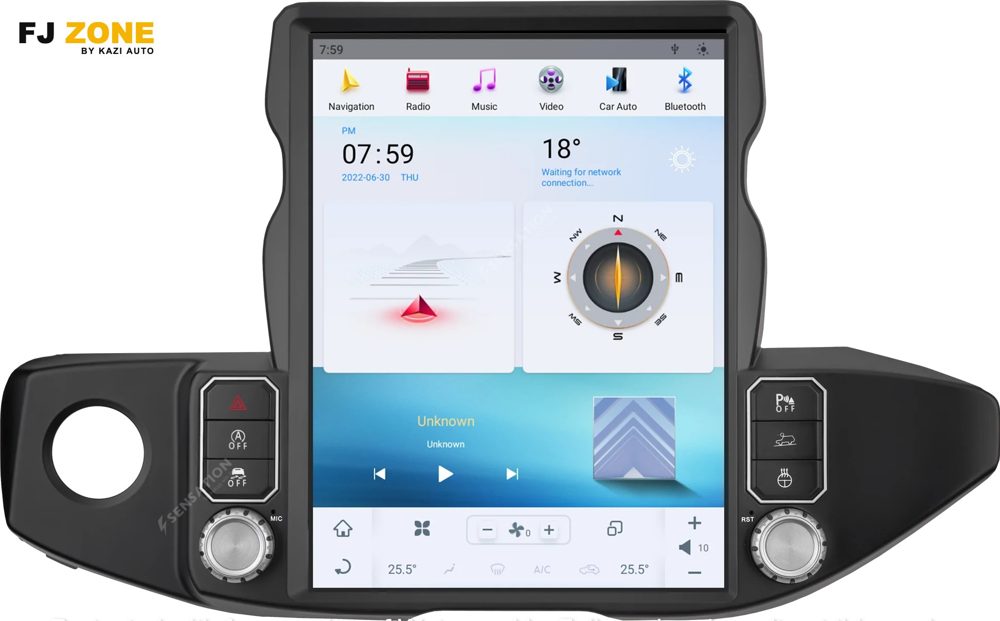 FJ ZONE
BY KAZI AUTO
7:59
Navigation Radio Music Video Car Auto Bluetooth
PM
07:59
2022-06-30 THU
18°
Waiting for network
connection...
N
NW NE
W E
SW SE
S
SENSATION
Unknown
Unknown
A OFF
OFF
P OFF
SENSATION
MIC
RST
0
10
25.5° A/C 25.5°